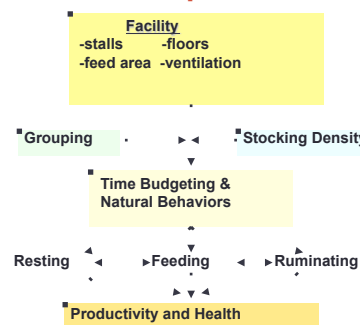 Facility
-stalls -floors
-feed area -ventilation
Grouping
Stocking Density
Time Budgeting &
Natural Behaviors
Resting
Feeding
Ruminating
Productivity and Health